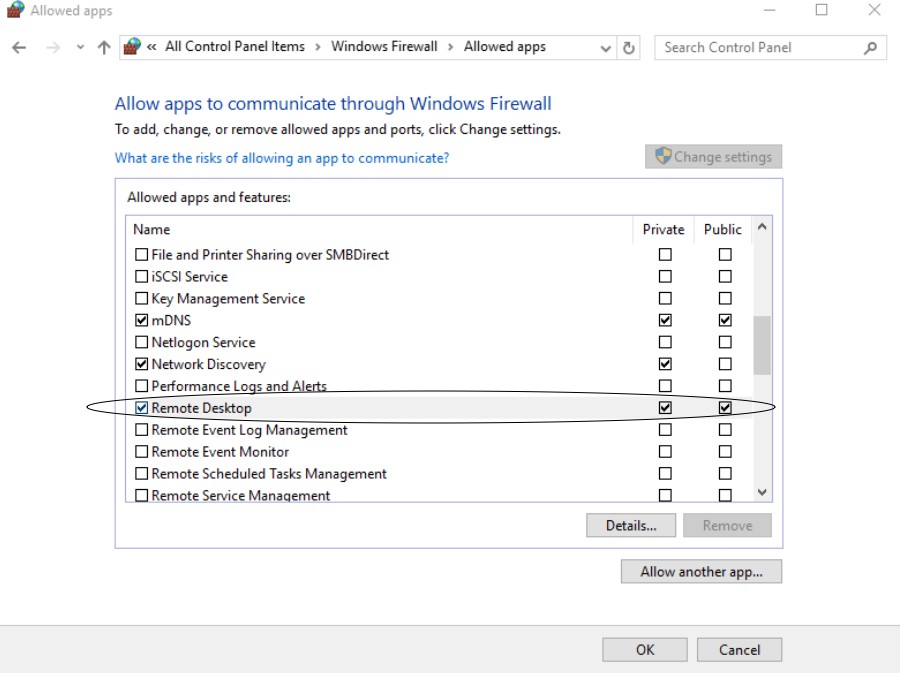 Allowed apps
« All Control Panel Items › Windows Firewall › Allowed apps
Search Control Panel
Allow apps to communicate through Windows Firewall
To add, change, or remove allowed apps and ports, click Change settings.
What are the risks of allowing an app to communicate?
Change settings
Allowed apps and features:
Name Private Public
File and Printer Sharing over SMBDirect
iSCSI Service
Key Management Service
mDNS
Netlogon Service
Network Discovery
Performance Logs and Alerts
Remote Desktop
Remote Event Log Management
Remote Event Monitor
Remote Scheduled Tasks Management
Remote Service Management
Details... Remove
Allow another app...
OK Cancel